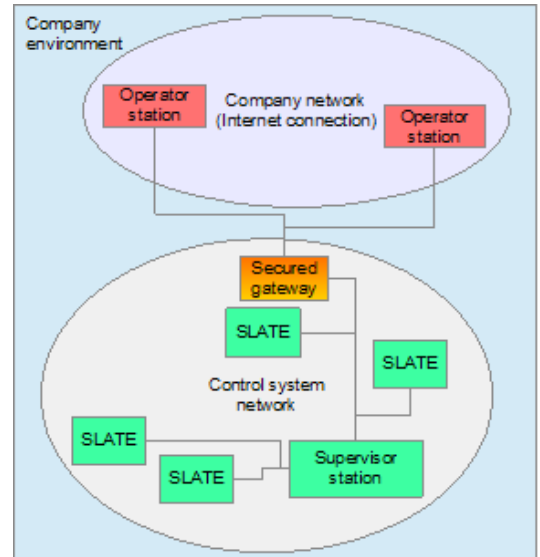 Company
environment
Operator
station
Company network
(Internet connection)
Operator
station
Secured
gateway
SLATE
SLATE
Control system
network
SLATE
SLATE
Supervisor
station